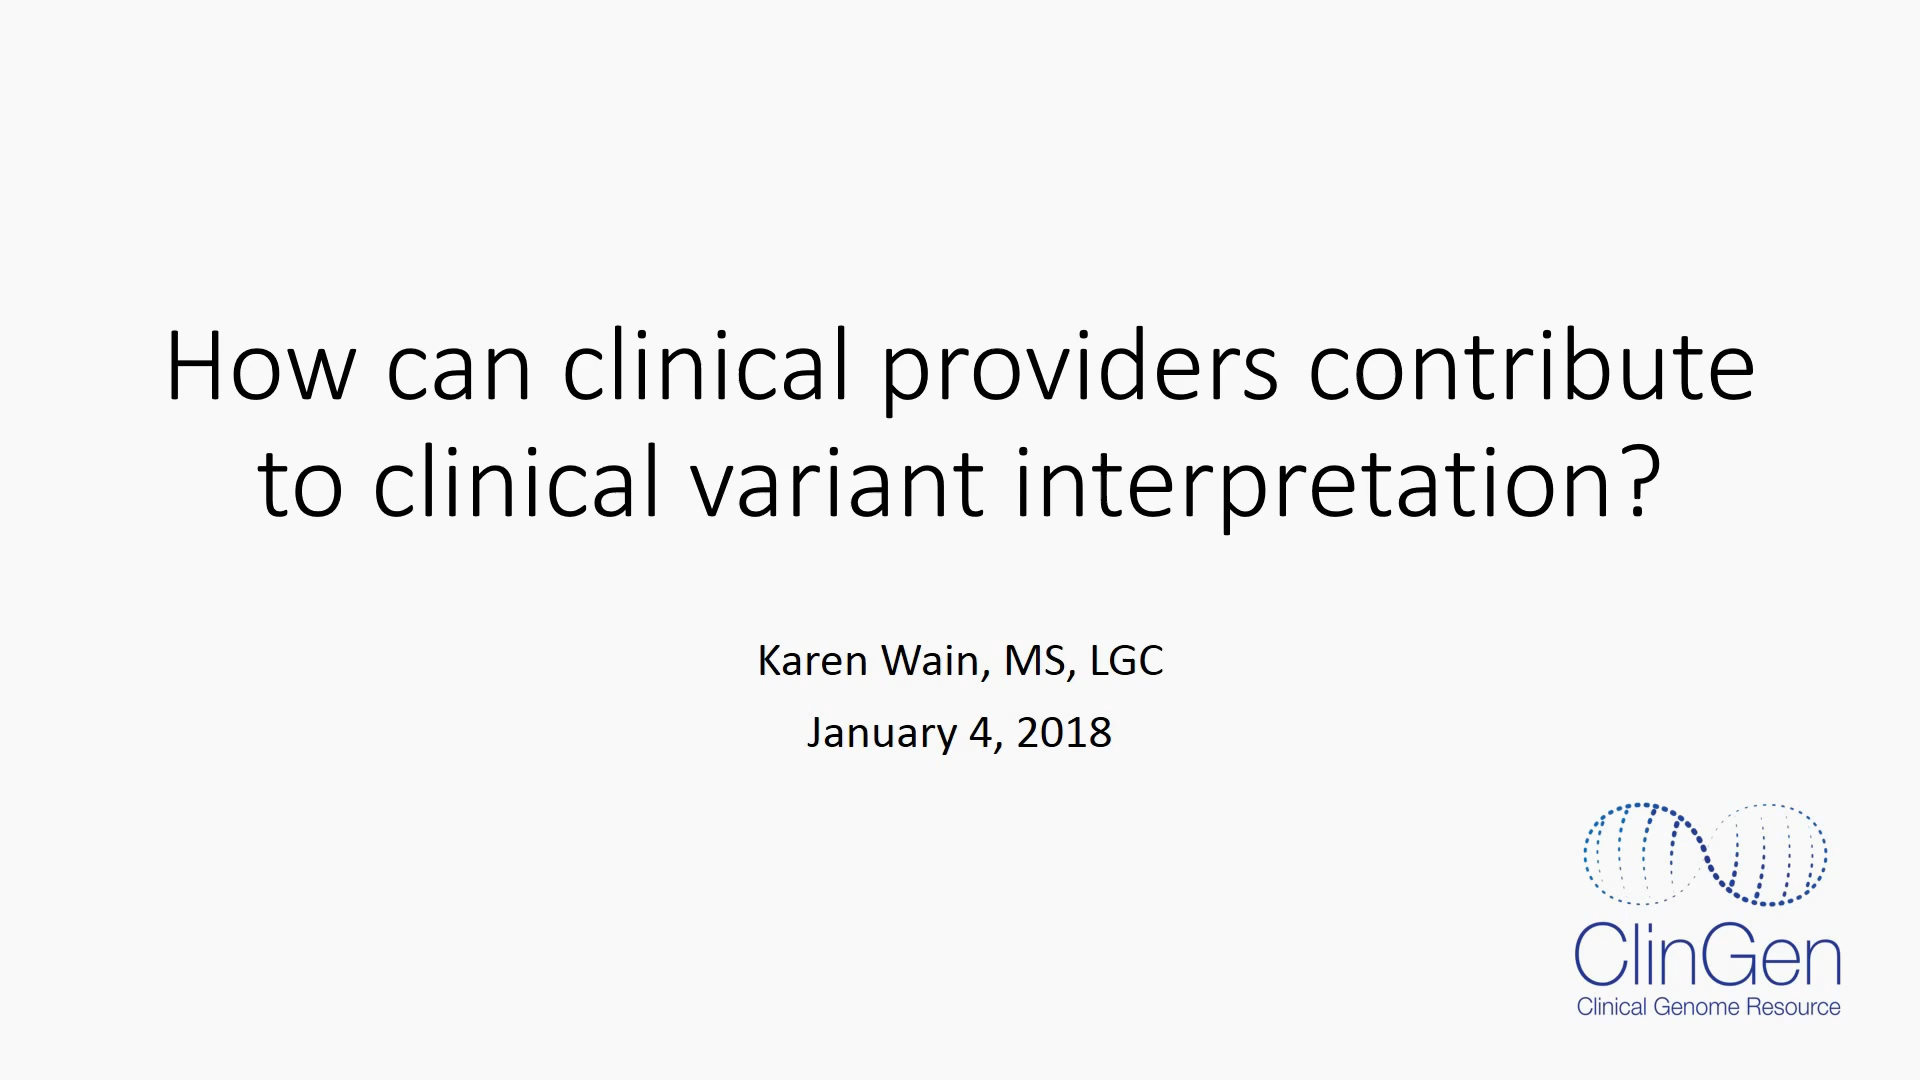 How can clinical providers contribute
to clinical variant interpretation?
Karen Wain, MS, LGC
January 4, 2018
ClinGen
Clinical Genome Resource